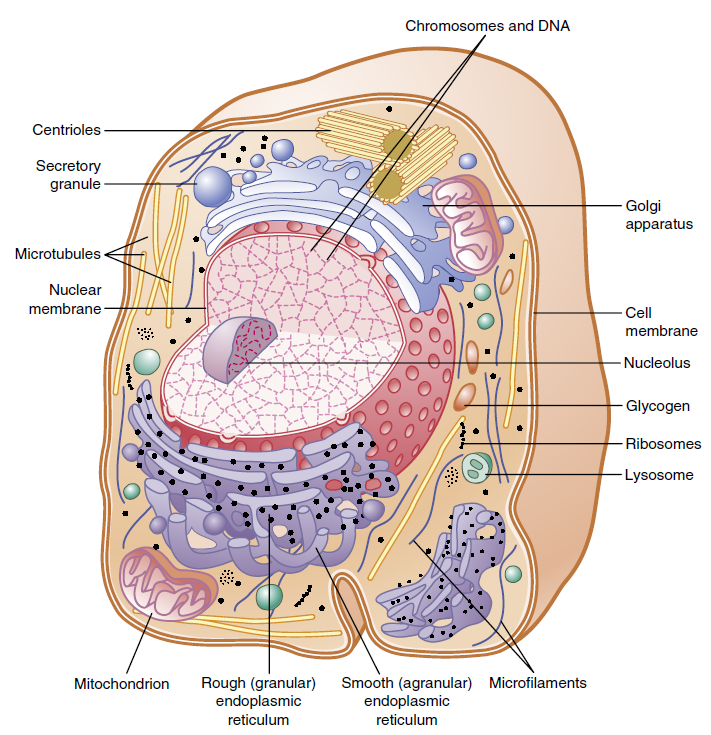 Chromosomes and DNA
Centrioles
Secretory
granule
Microtubules
Nuclear
membrane
Golgi
apparatus
Cell
membrane
Nucleolus
Glycogen
Ribosomes
Lysosome
Mitochondrion
Rough (granular)
endoplasmic
reticulum
Smooth (agranular)
endoplasmic
reticulum
Microfilaments